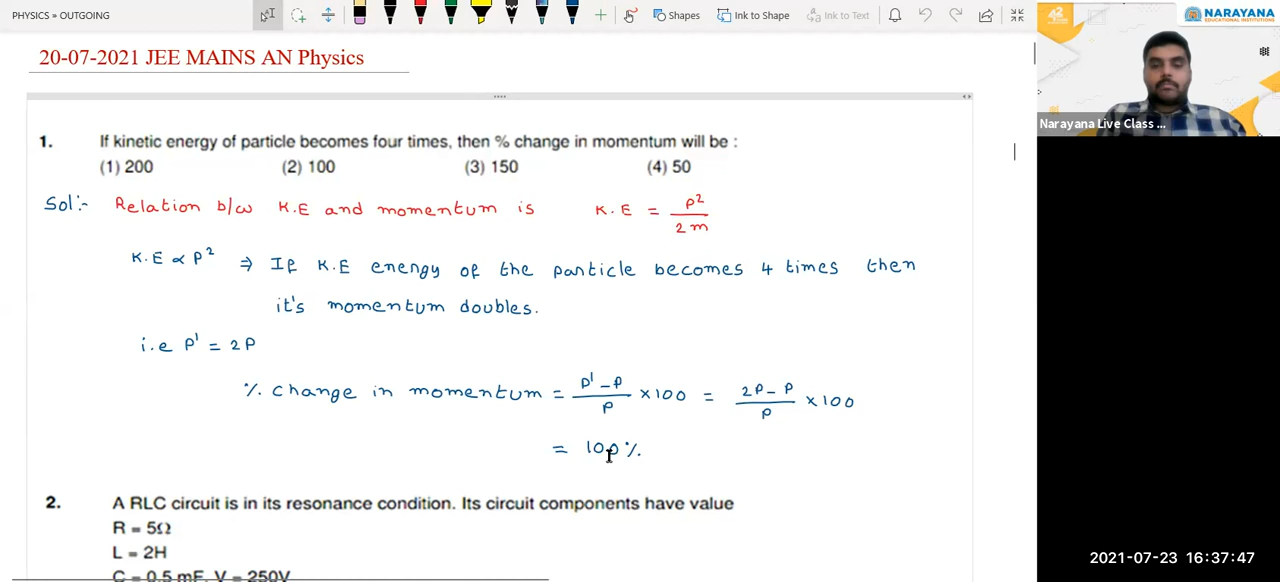 PHYSICS » OUTGOING
Shapes
Ink to Shape
Ink to Text
NARAYANA
EDUCATIONAL INSTITUTIONS
20-07-2021 JEE MAINS AN Physics
Narayana Live Class ...
1. If kinetic energy of particle becomes four times, then % change in momentum will be :
(1) 200 (2) 100 (3) 150 (4) 50
Sol:- Relation b/w K.E and momentum is K.E = P²/2m
K.E ∝ P² ⇒ If K.E energy of the particle becomes 4 times then
it's momentum doubles.
i.e P' = 2P
% change in momentum = P' – P / P × 100 = 2P – P / P × 100
= 100%
2. A RLC circuit is in its resonance condition. Its circuit components have value
R = 5Ω
L = 2H
C = 0.5 mF, V = 250V
2021-07-23 16:37:47